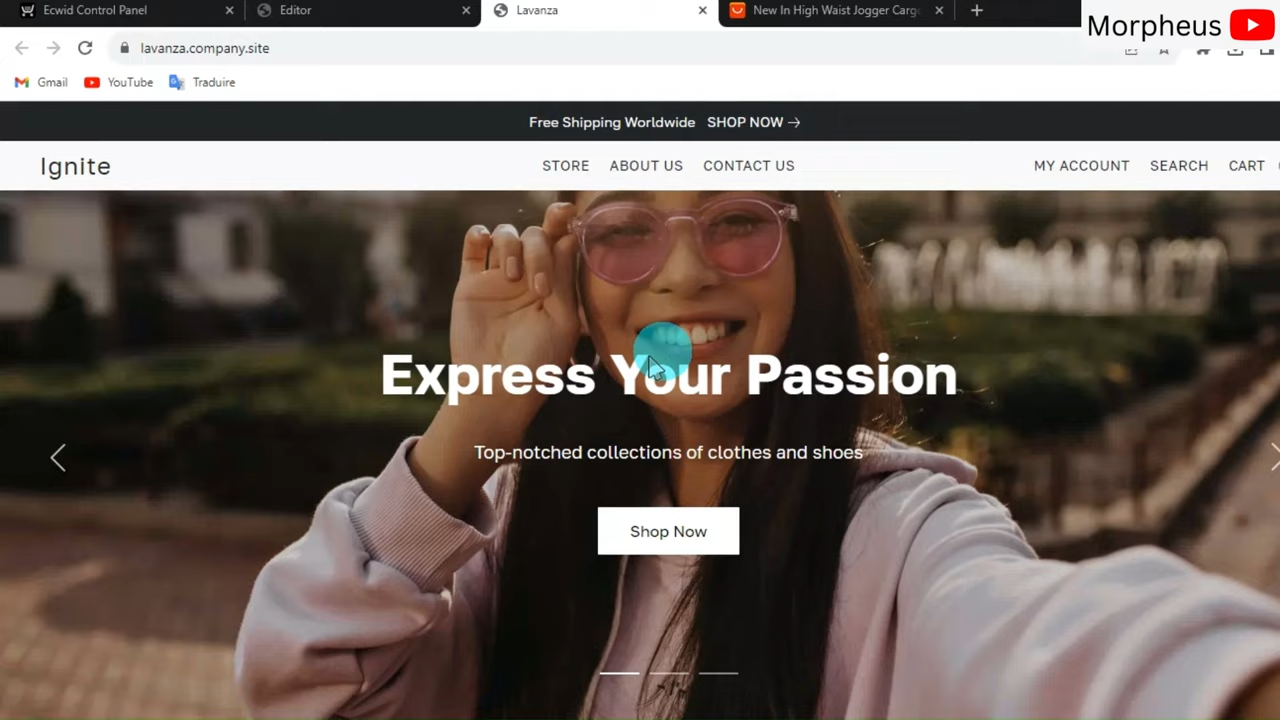 Ecwid Control Panel
Editor
Lavanza
New In High Waist Jogger Carg
Morpheus
lavanza.company.site
Gmail
YouTube
Traduire
Free Shipping Worldwide SHOP NOW →
Ignite
STORE ABOUT US CONTACT US
MY ACCOUNT SEARCH CART
Express Your Passion
Top-notched collections of clothes and shoes
Shop Now